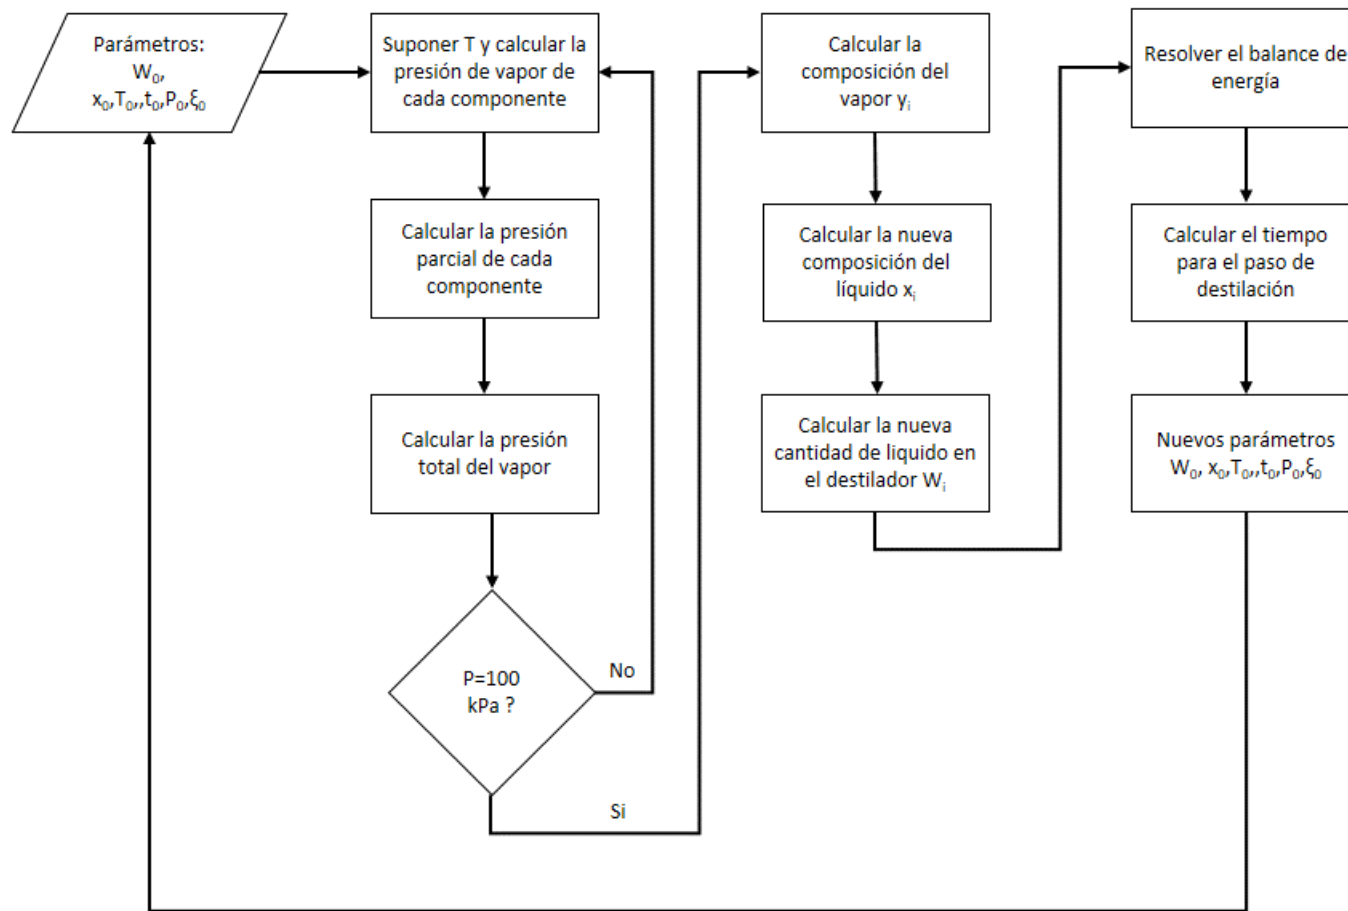 Parámetros:
W₀,
x₀,T₀,,t₀,P₀,ξ₀
Suponer T y calcular la
presión de vapor de
cada componente
Calcular la presión
parcial de cada
componente
Calcular la presión
total del vapor
P=100
kPa ?
No
Si
Calcular la
composición del
vapor yᵢ
Calcular la nueva
composición del
líquido xᵢ
Calcular la nueva
cantidad de liquido en
el destilador Wᵢ
Resolver el balance de
energía
Calcular el tiempo
para el paso de
destilación
Nuevos parámetros
W₀, x₀,T₀,,t₀,P₀,ξ₀